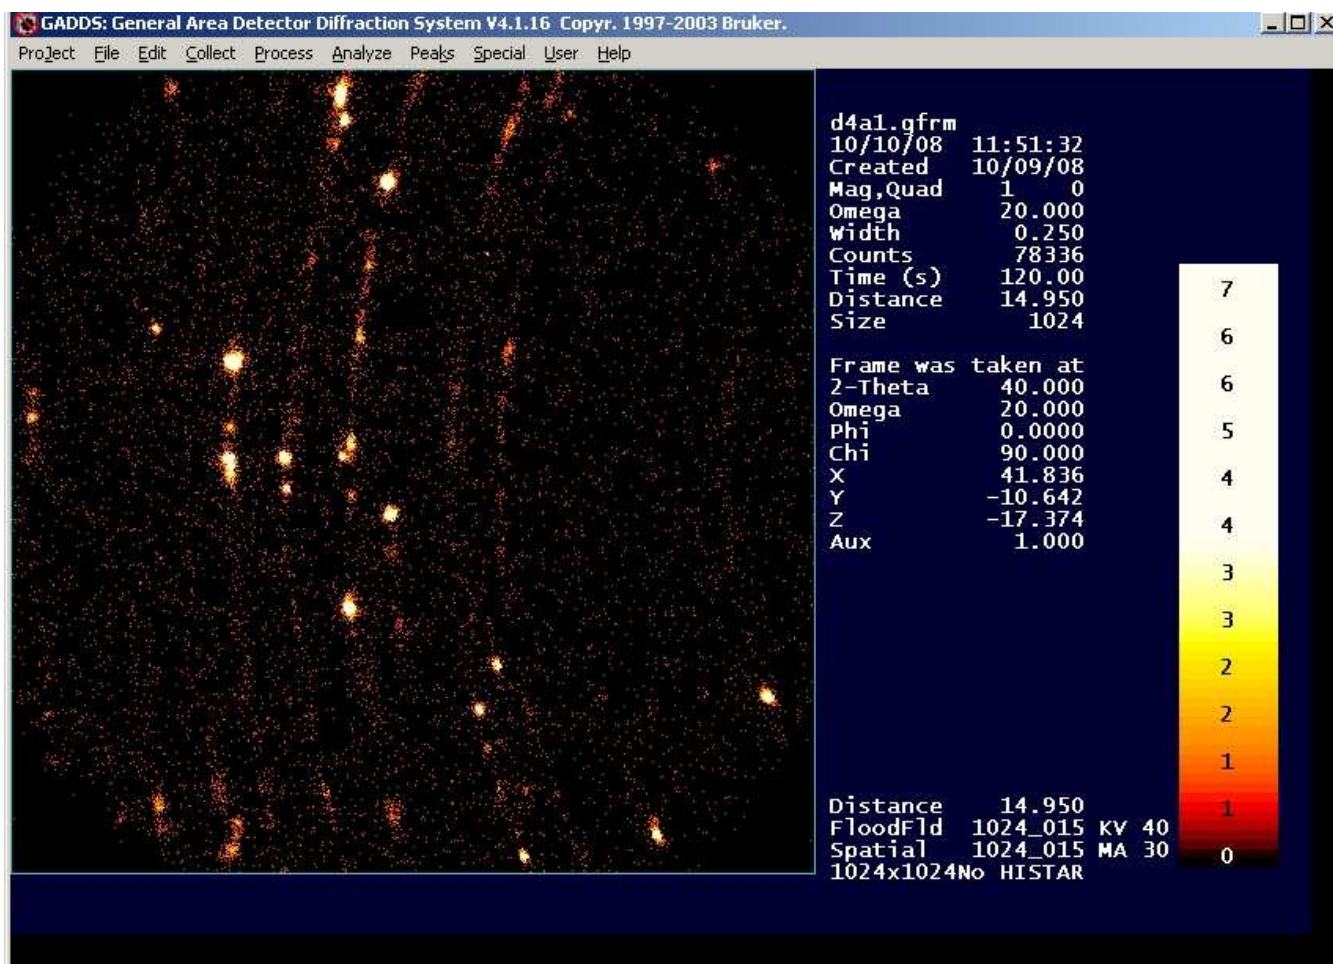 GADDS: General Area Detector Diffraction System V4.1.16 Copyr. 1997-2003 Bruker.
ProJect File Edit Collect Process Analyze Peaks Special User Help
d4a1.gfrm
10/10/08 11:51:32
Created 10/09/08
Mag,Quad 1 0
Omega 20.000
Width 0.250
Counts 78336
Time (s) 120.00
Distance 14.950
Size 1024
Frame was taken at
2-Theta 40.000
Omega 20.000
Phi 0.0000
Chi 90.000
X 41.836
Y -10.642
Z -17.374
Aux 1.000
Distance 14.950
FloodFld 1024_015 KV 40
Spatial 1024_015 MA 30
1024x1024No HISTAR
7
6
6
5
4
4
3
3
2
2
1
1
0